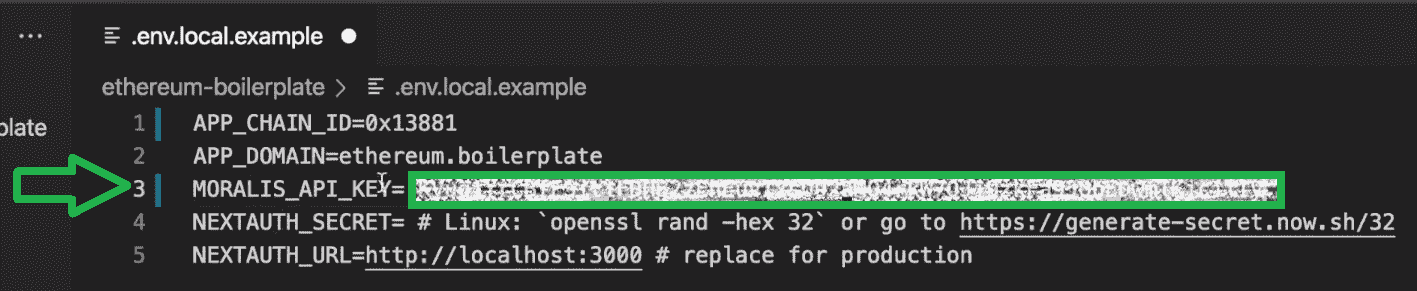 ... .env.local.example
ethereum-boilerplate > .env.local.example
plate
1 APP_CHAIN_ID=0x13881
2 APP_DOMAIN=ethereum.boilerplate
3 MORALIS_API_KEY=
4 NEXTAUTH_SECRET= # Linux: `openssl rand -hex 32` or go to https://generate-secret.now.sh/32
5 NEXTAUTH_URL=http://localhost:3000 # replace for production